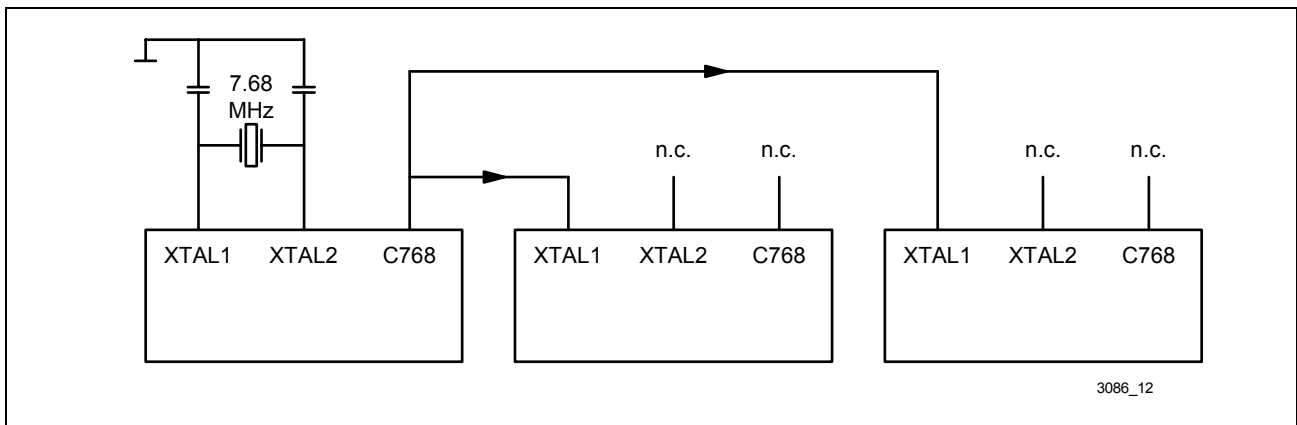 7.68
MHz
n.c. n.c. n.c. n.c.
XTAL1 XTAL2 C768 XTAL1 XTAL2 C768 XTAL1 XTAL2 C768
3086_12